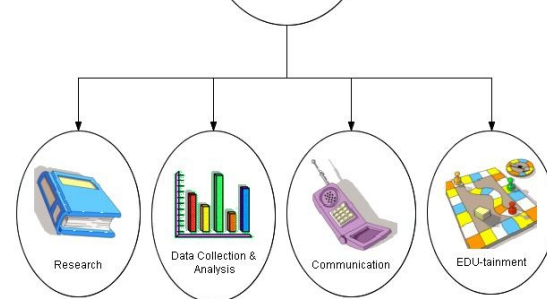 Research
Data Collection &
Analysis
Communication
EDU-tainment